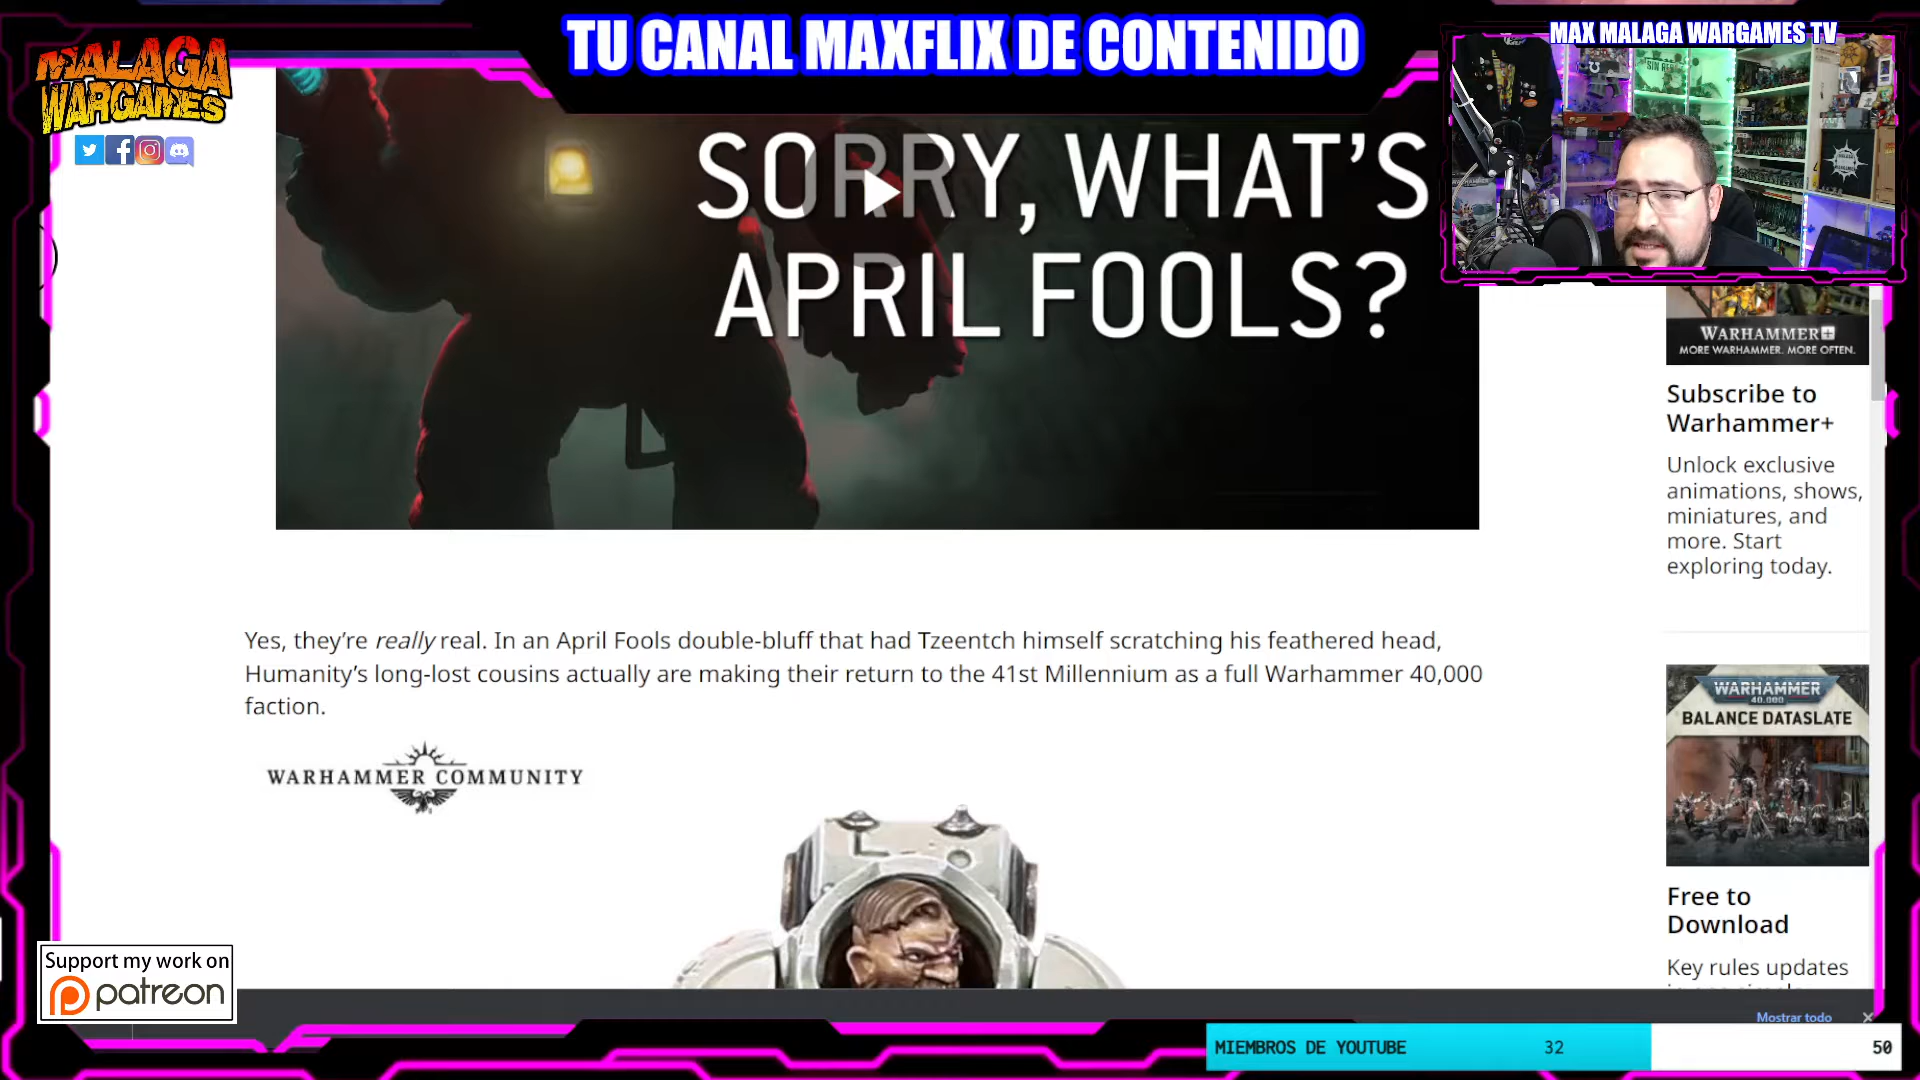 TU CANAL MAXFLIX DE CONTENIDO
MAX MALAGA WARGAMES TV
MALAGA
WARGAMES
SORRY, WHAT'S
APRIL FOOLS?
WARHAMMER+
MORE WARHAMMER. MORE OFTEN.
Subscribe to
Warhammer+
Unlock exclusive
animations, shows,
miniatures, and
more. Start
exploring today.
Yes, they're really real. In an April Fools double-bluff that had Tzeentch himself scratching his feathered head,
Humanity's long-lost cousins actually are making their return to the 41st Millennium as a full Warhammer 40,000
faction.
WARHAMMER COMMUNITY
WARHAMMER
40,000
BALANCE DATASLATE
Free to
Download
Key rules updates
Support my work on
patreon
Mostrar todo
MIEMBROS DE YOUTUBE 32 50